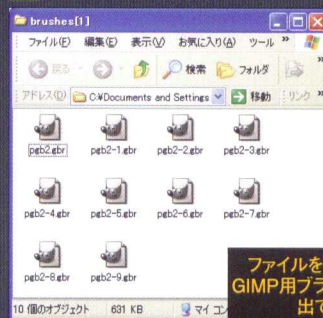 brushes[1]
ファイル(F) 編集(E) 表示(V) お気に入り(A) ツール »
戻る 検索 フォルダ »
アドレス(D) C:¥Documents and Settings 移動 リンク »
pgb2.gbr pgb2-1.gbr pgb2-2.gbr pgb2-3.gbr
pgb2-4.gbr pgb2-5.gbr pgb2-6.gbr pgb2-7.gbr
pgb2-8.gbr pgb2-9.gbr
10 個のオブジェクト 631 KB マイ コン
ファイルを
GIMP用ブラ
出て